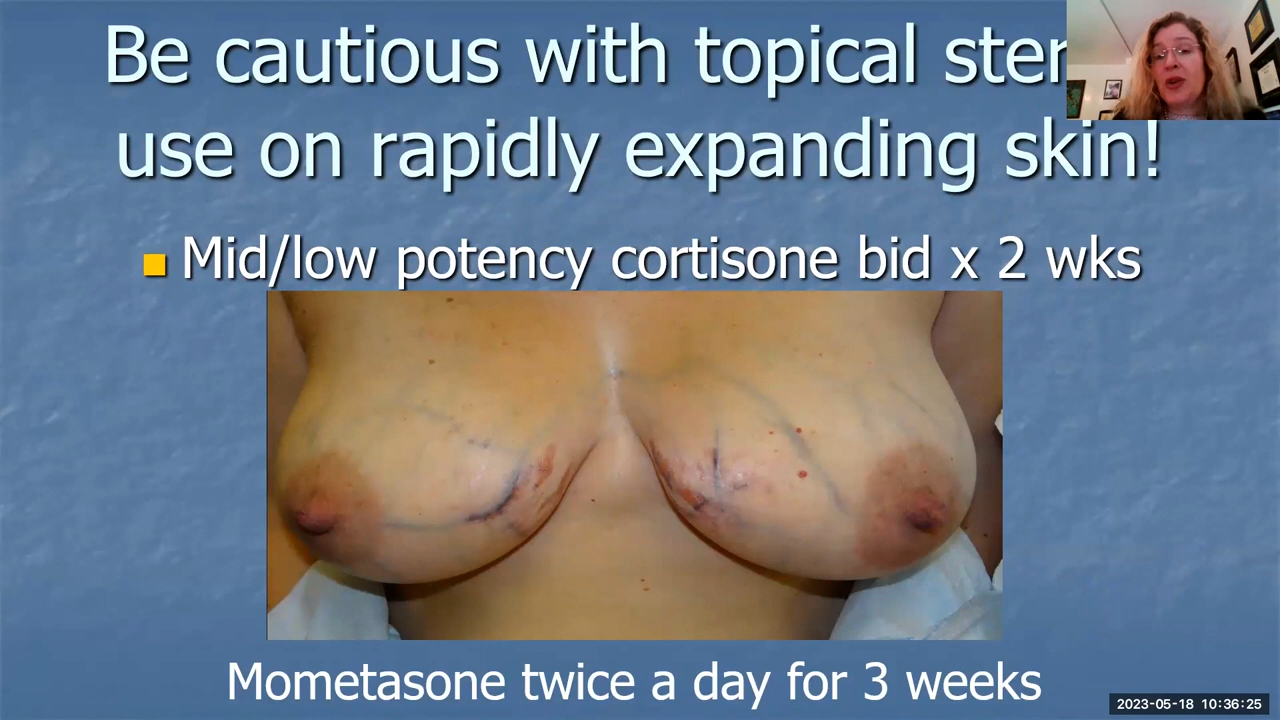 Be cautious with topical
use on rapidly expanding skin!
Mid/low potency cortisone bid x 2 wks
Mometasone twice a day for 3 weeks
2023-05-18 10:36:25